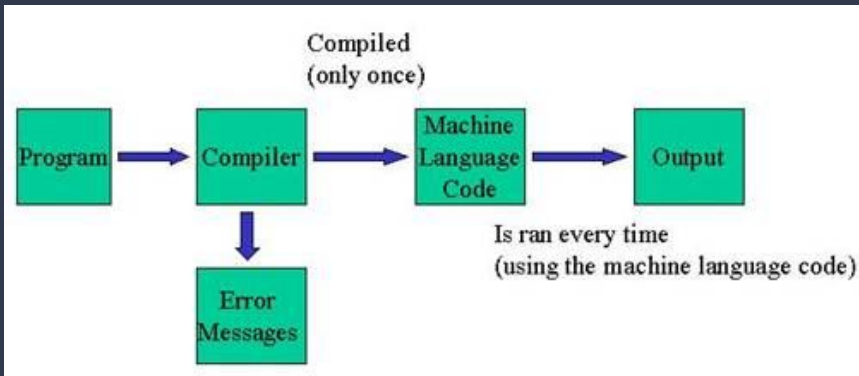 Compiled
(only once)
Program
Compiler
Machine
Language
Code
Output
Is ran every time
(using the machine language code)
Error
Messages